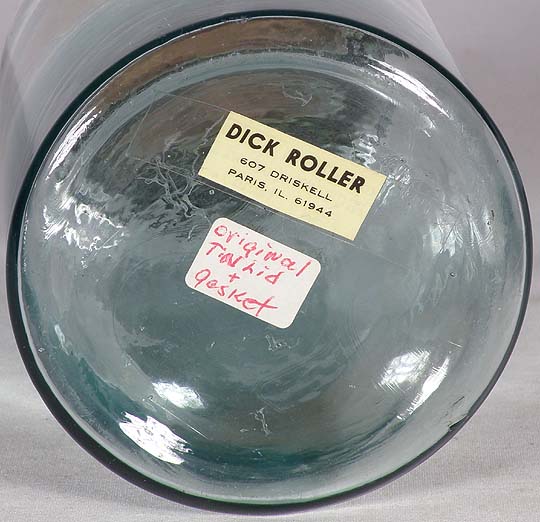 DICK ROLLER
607 DRISKELL
PARIS, IL. 61944
original
Tin Lid
+
gasket